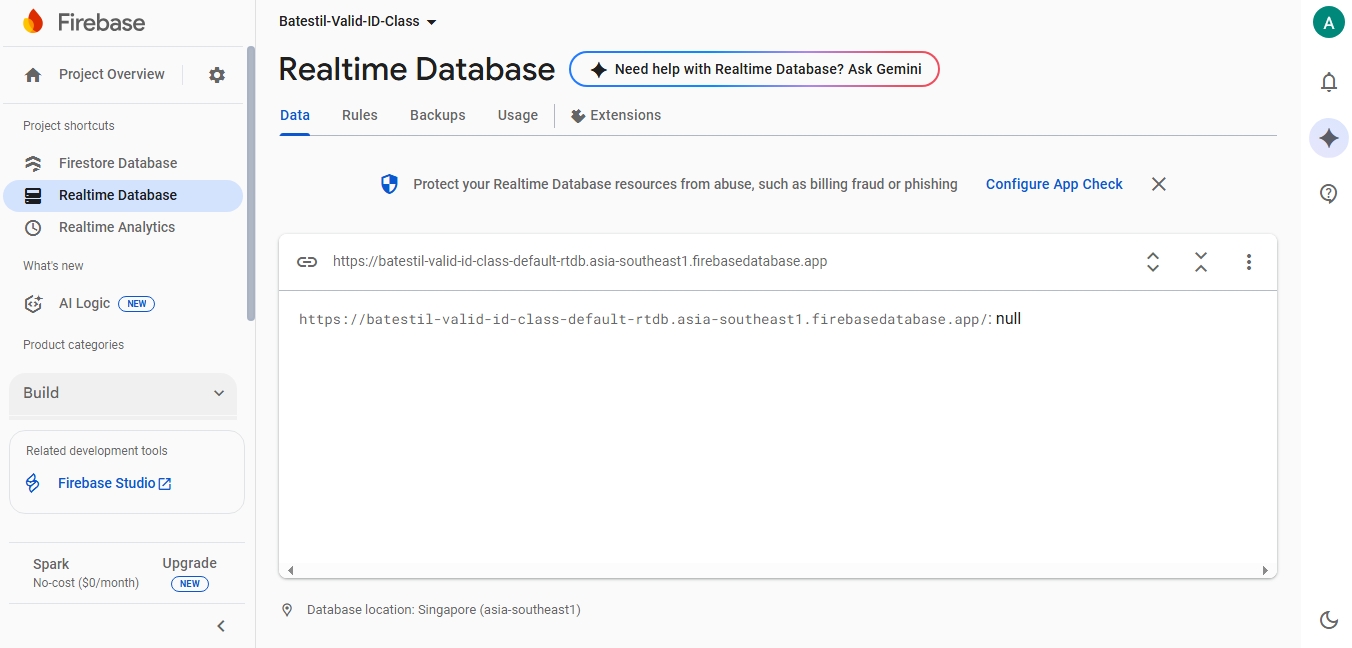 Firebase
Project Overview
Project shortcuts
Firestore Database
Realtime Database
Realtime Analytics
What's new
AI Logic NEW
Product categories
Build
Related development tools
Firebase Studio
Spark
No-cost ($0/month)
Upgrade
NEW
Batestil-Valid-ID-Class
Realtime Database
Need help with Realtime Database? Ask Gemini
Data Rules Backups Usage Extensions
Protect your Realtime Database resources from abuse, such as billing fraud or phishing Configure App Check
https://batestil-valid-id-class-default-rtdb.asia-southeast1.firebasedatabase.app
https://batestil-valid-id-class-default-rtdb.asia-southeast1.firebasedatabase.app/: null
Database location: Singapore (asia-southeast1)
A